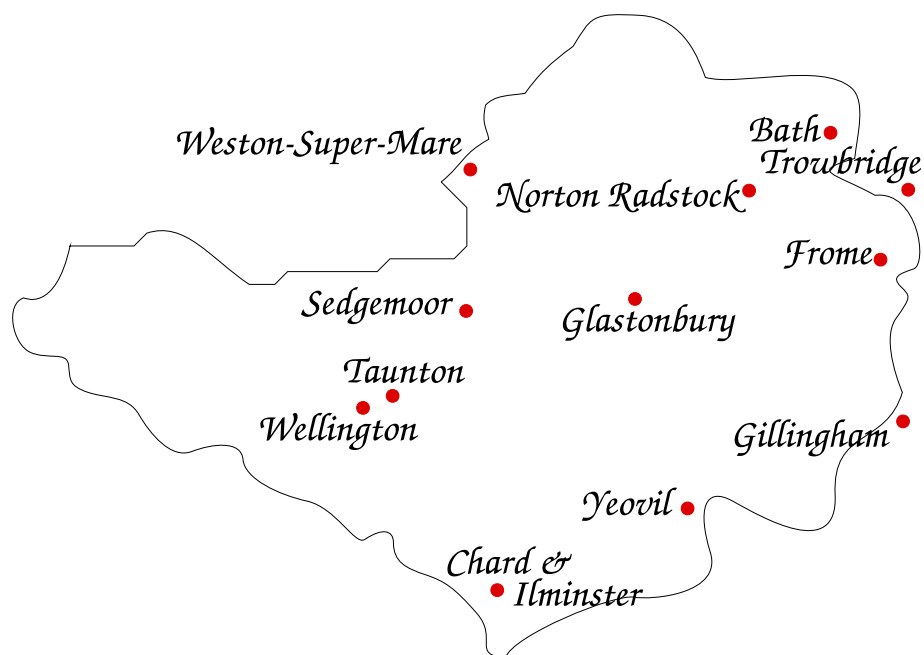 Bath
Weston-Super-Mare
Trowbridge
Norton Radstock
Frome
Sedgemoor
Glastonbury
Taunton
Wellington
Gillingham
Yeovil
Chard &
Ilminster